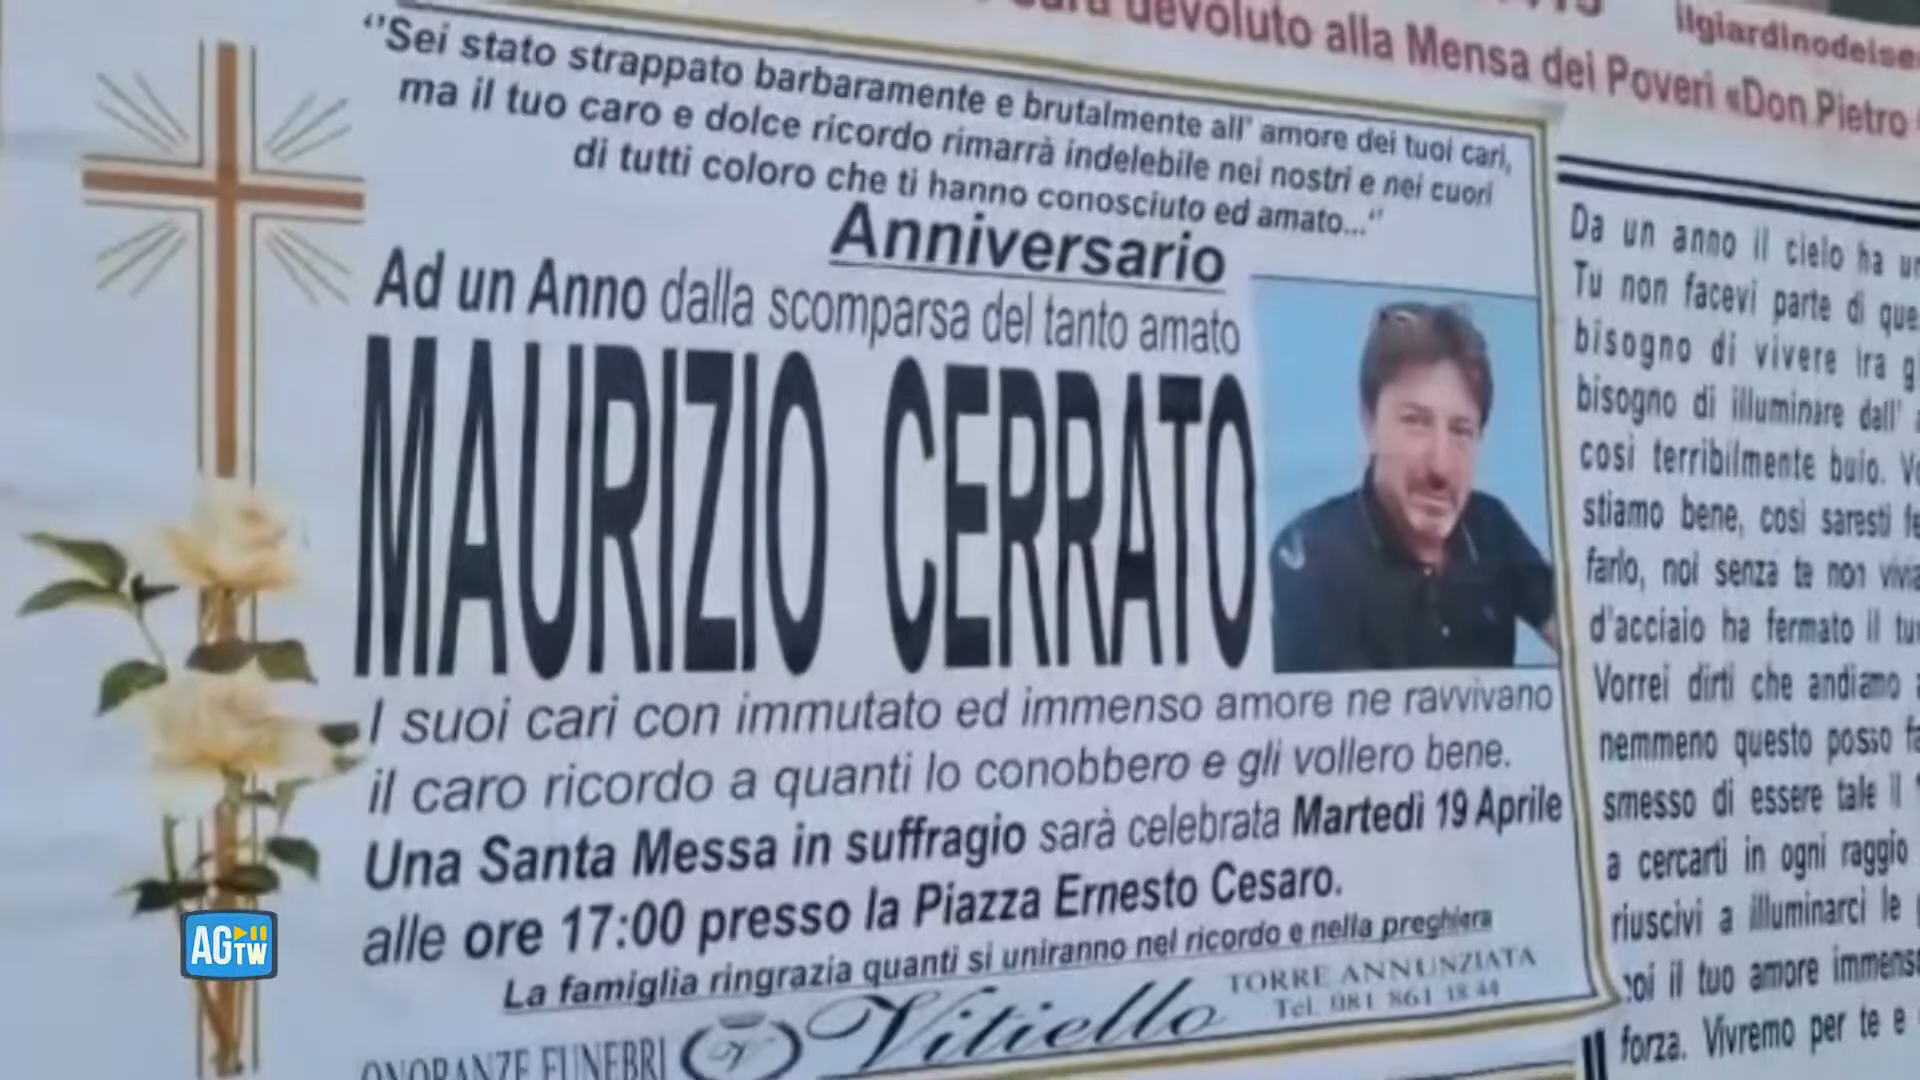 devoluto alla Mensa dei Poveri «Don Pietro
"Sei stato strappato barbaramente e brutalmente all' amore dei tuoi cari,
ma il tuo caro e dolce ricordo rimarrà indelebile nei nostri e nei cuori
di tutti coloro che ti hanno conosciuto ed amato..."
Anniversario
Ad un Anno dalla scomparsa del tanto amato
MAURIZIO CERRATO
I suoi cari con immutato ed immenso amore ne ravvivano
il caro ricordo a quanti lo conobbero e gli vollero bene.
Una Santa Messa in suffragio sarà celebrata Martedì 19 Aprile
alle ore 17:00 presso la Piazza Ernesto Cesaro.
La famiglia ringrazia quanti si uniranno nel ricordo e nella preghiera
ONORANZE FUNEBRI Vitiello
TORRE ANNUNZIATA
Tel. 081 861 18 44
Da un anno il cielo ha
Tu non facevi parte di
bisogno di vivere
bisogno di illuminare dall'
così terribilmente buio.
stiamo bene, così saresti
farlo, noi senza te non
d'acciaio ha fermato il
Vorrei dirti che andiamo
nemmeno questo posso
smesso di essere tale il
a cercarti in ogni raggio
riuscivi a illuminarci le
il tuo amore
forza. Vivremo per te e
AGTW